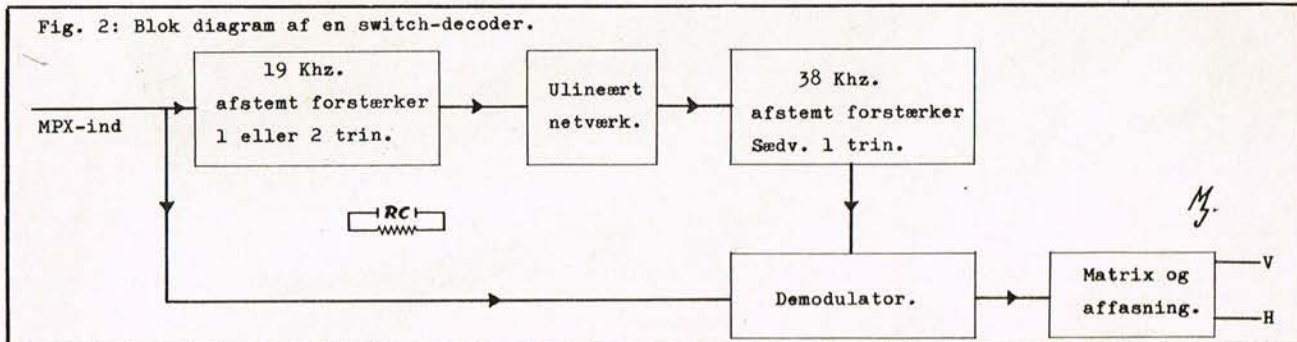 Fig. 2: Blok diagram af en switch-decoder.
19 Khz.
afstemt forstærker
1 eller 2 trin.
Ulineært
netværk.
38 Khz.
afstemt forstærker
Sædv. 1 trin.
MPX-ind
RC
Demodulator.
Matrix og
affasning.
V
H